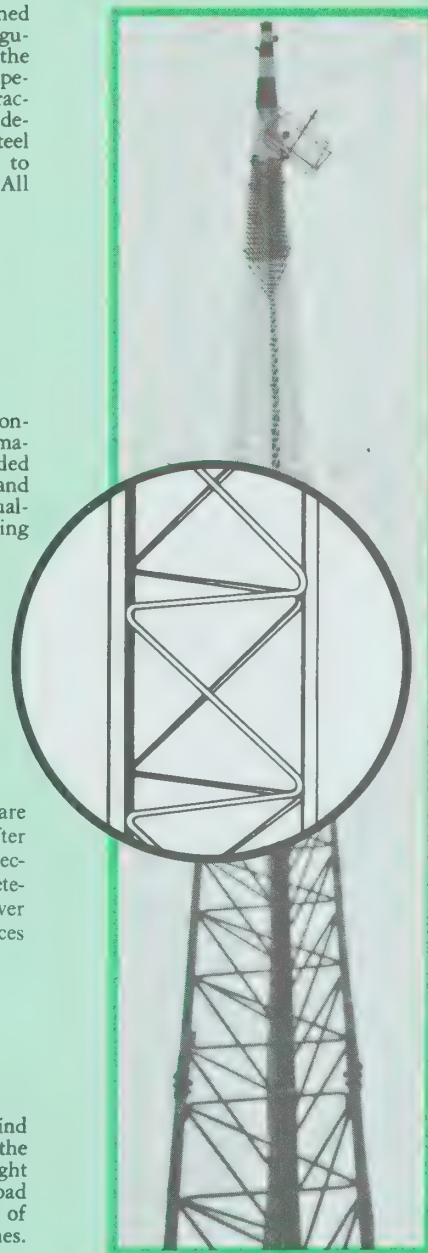 ned
gu-
the
pe-
rac-
de-
teel
to
All
on-
ma-
ded
and
ual-
ing
are
fter
ec-
ete-
ver
ces
ind
the
ght
oad
of
nes.